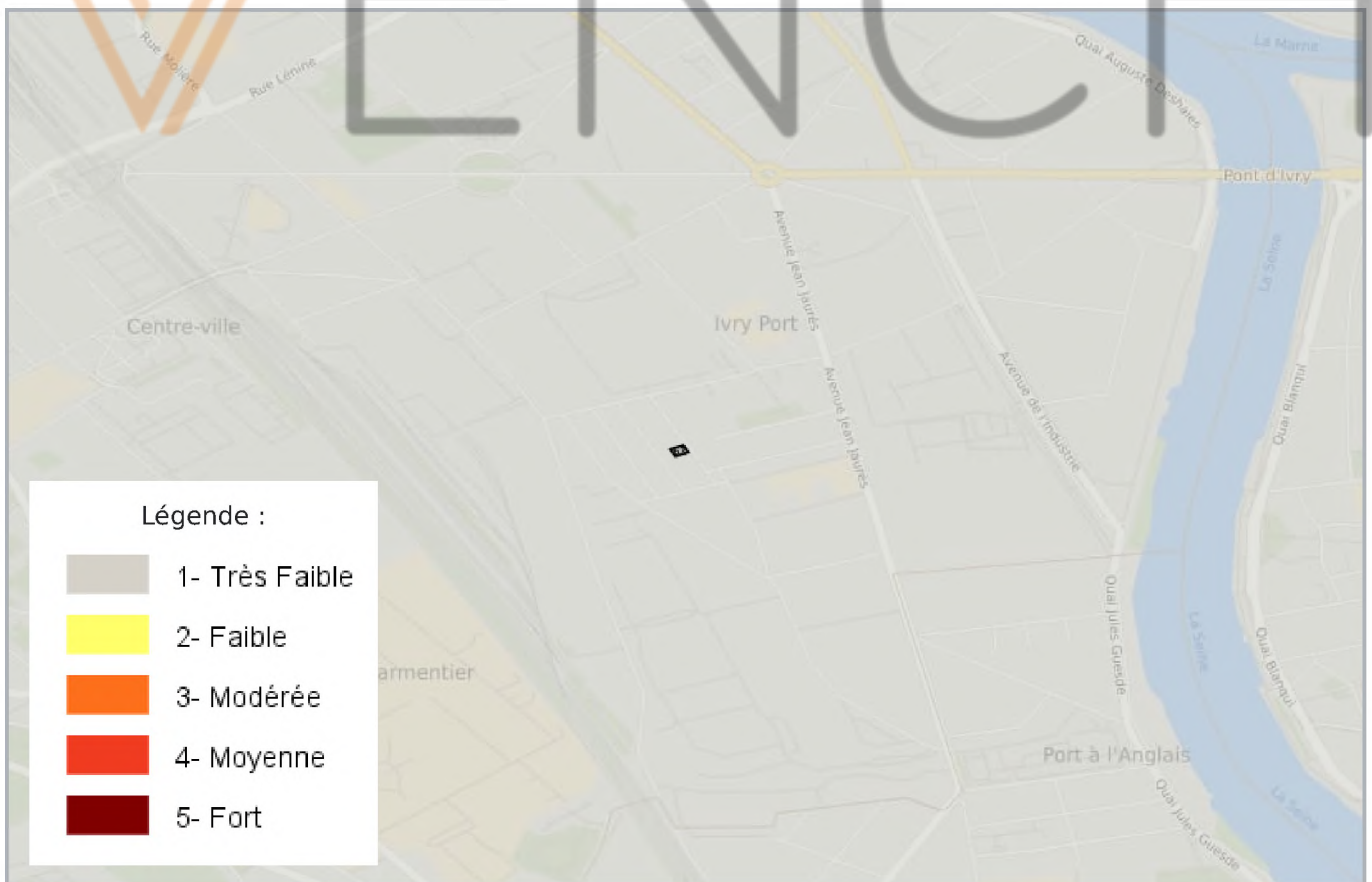 ENCH
Rue Molière
Rue Lénine
Quai Auguste Deshaies
La Marne
Pont d'Ivry
Avenue Jean Jaurès
La Seine
Centre-ville
Ivry Port
Avenue Jean Jaurès
Avenue de l'Industrie
Quai Blanqui
Légende :
1- Très Faible
2- Faible
3- Modérée
4- Moyenne
5- Fort
armentier
Quai Jules Guesde
La Seine
Quai Blanqui
Port à l'Anglais
Quai Jules Guesde
La Seine